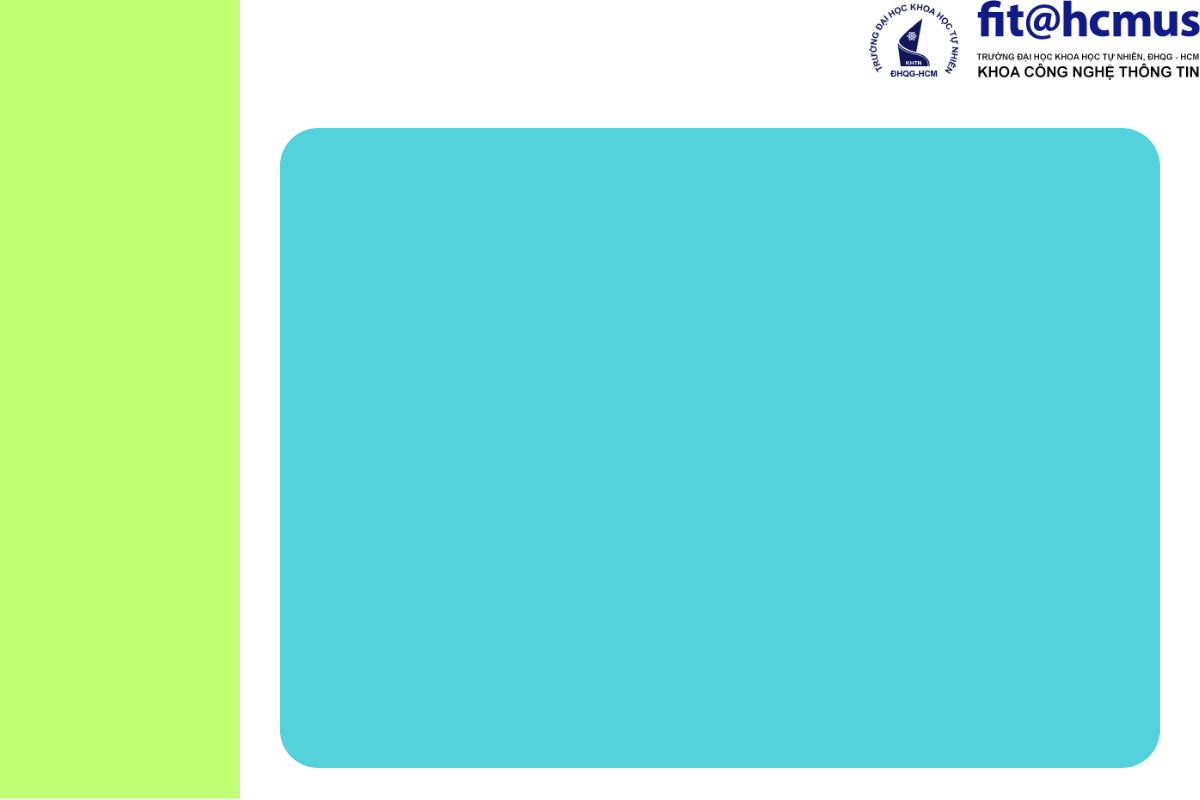 TRƯỜNG ĐẠI HỌC KHOA HỌC TỰ NHIÊN
KHTN
ĐHQG-HCM
fit@hcmus
TRƯỜNG ĐẠI HỌC KHOA HỌC TỰ NHIÊN, ĐHQG - HCM
KHOA CÔNG NGHỆ THÔNG TIN